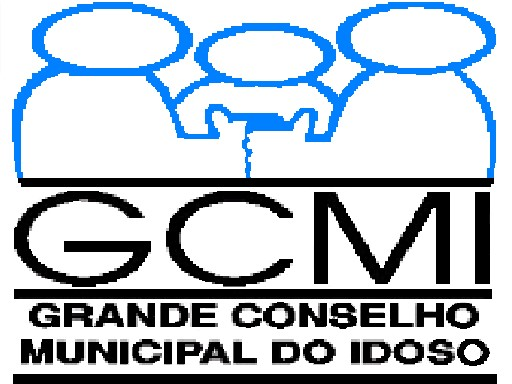 GCMI
GRANDE CONSELHO
MUNICIPAL DO IDOSO